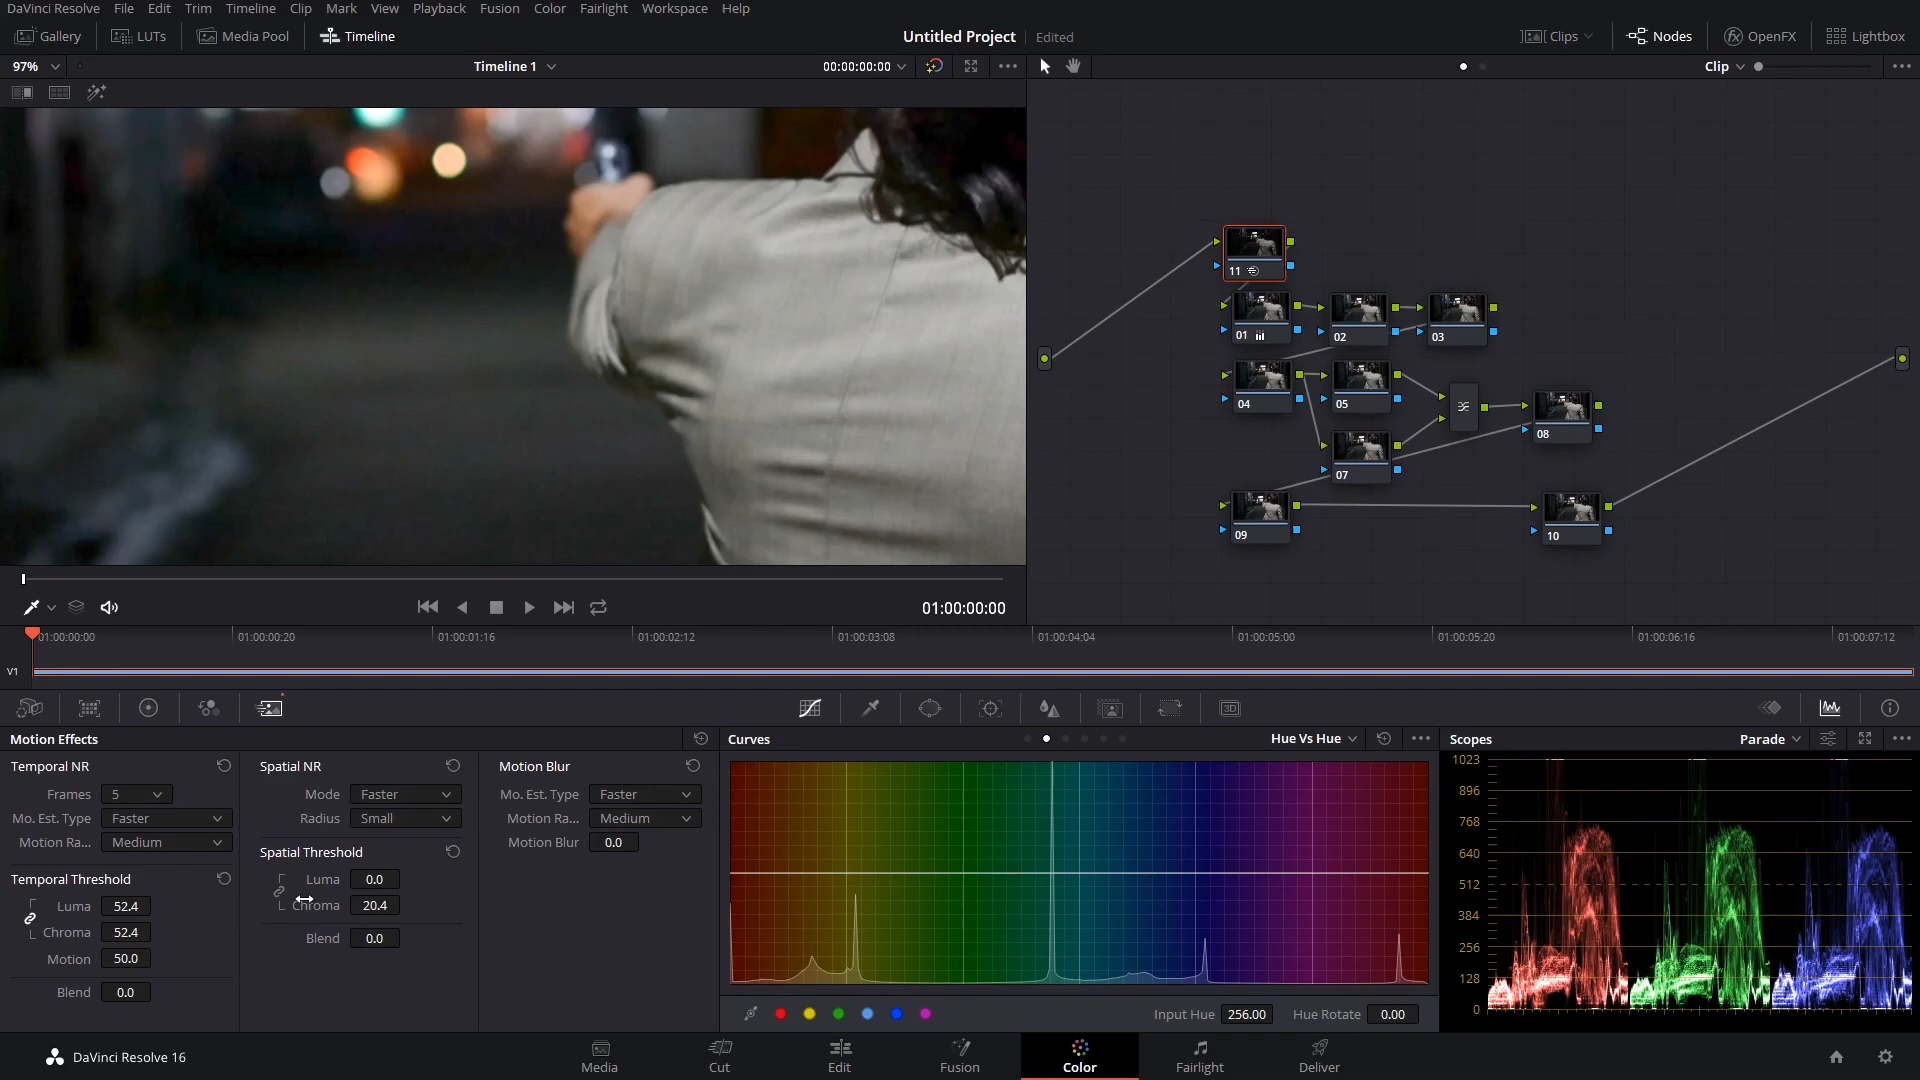 DaVinci Resolve File Edit Trim Timeline Clip Mark View Playback Fusion Color Fairlight Workspace Help
Gallery LUTs Media Pool Timeline Untitled Project Edited Clips Nodes OpenFX Lightbox
97% Timeline 1 00:00:00:00 Clip
11
01 02 03
04 05
08
07
09 10
01:00:00:00
01:00:00:00 01:00:00:20 01:00:01:16 01:00:02:12 01:00:03:08 01:00:04:04 01:00:05:00 01:00:05:20 01:00:06:16 01:00:07:12
V1
3D
Motion Effects
Temporal NR
Frames 5
Mo. Est. Type Faster
Motion Ra... Medium
Temporal Threshold
Luma 52.4
Chroma 52.4
Motion 50.0
Blend 0.0
Spatial NR
Mode Faster
Radius Small
Spatial Threshold
Luma 0.0
Chroma 20.4
Blend 0.0
Motion Blur
Mo. Est. Type Faster
Motion Ra... Medium
Motion Blur 0.0
Curves Hue Vs Hue
Input Hue 256.00 Hue Rotate 0.00
Scopes Parade
1023
896
768
640
512
384
256
128
0
DaVinci Resolve 16
Media Cut Edit Fusion Color Fairlight Deliver